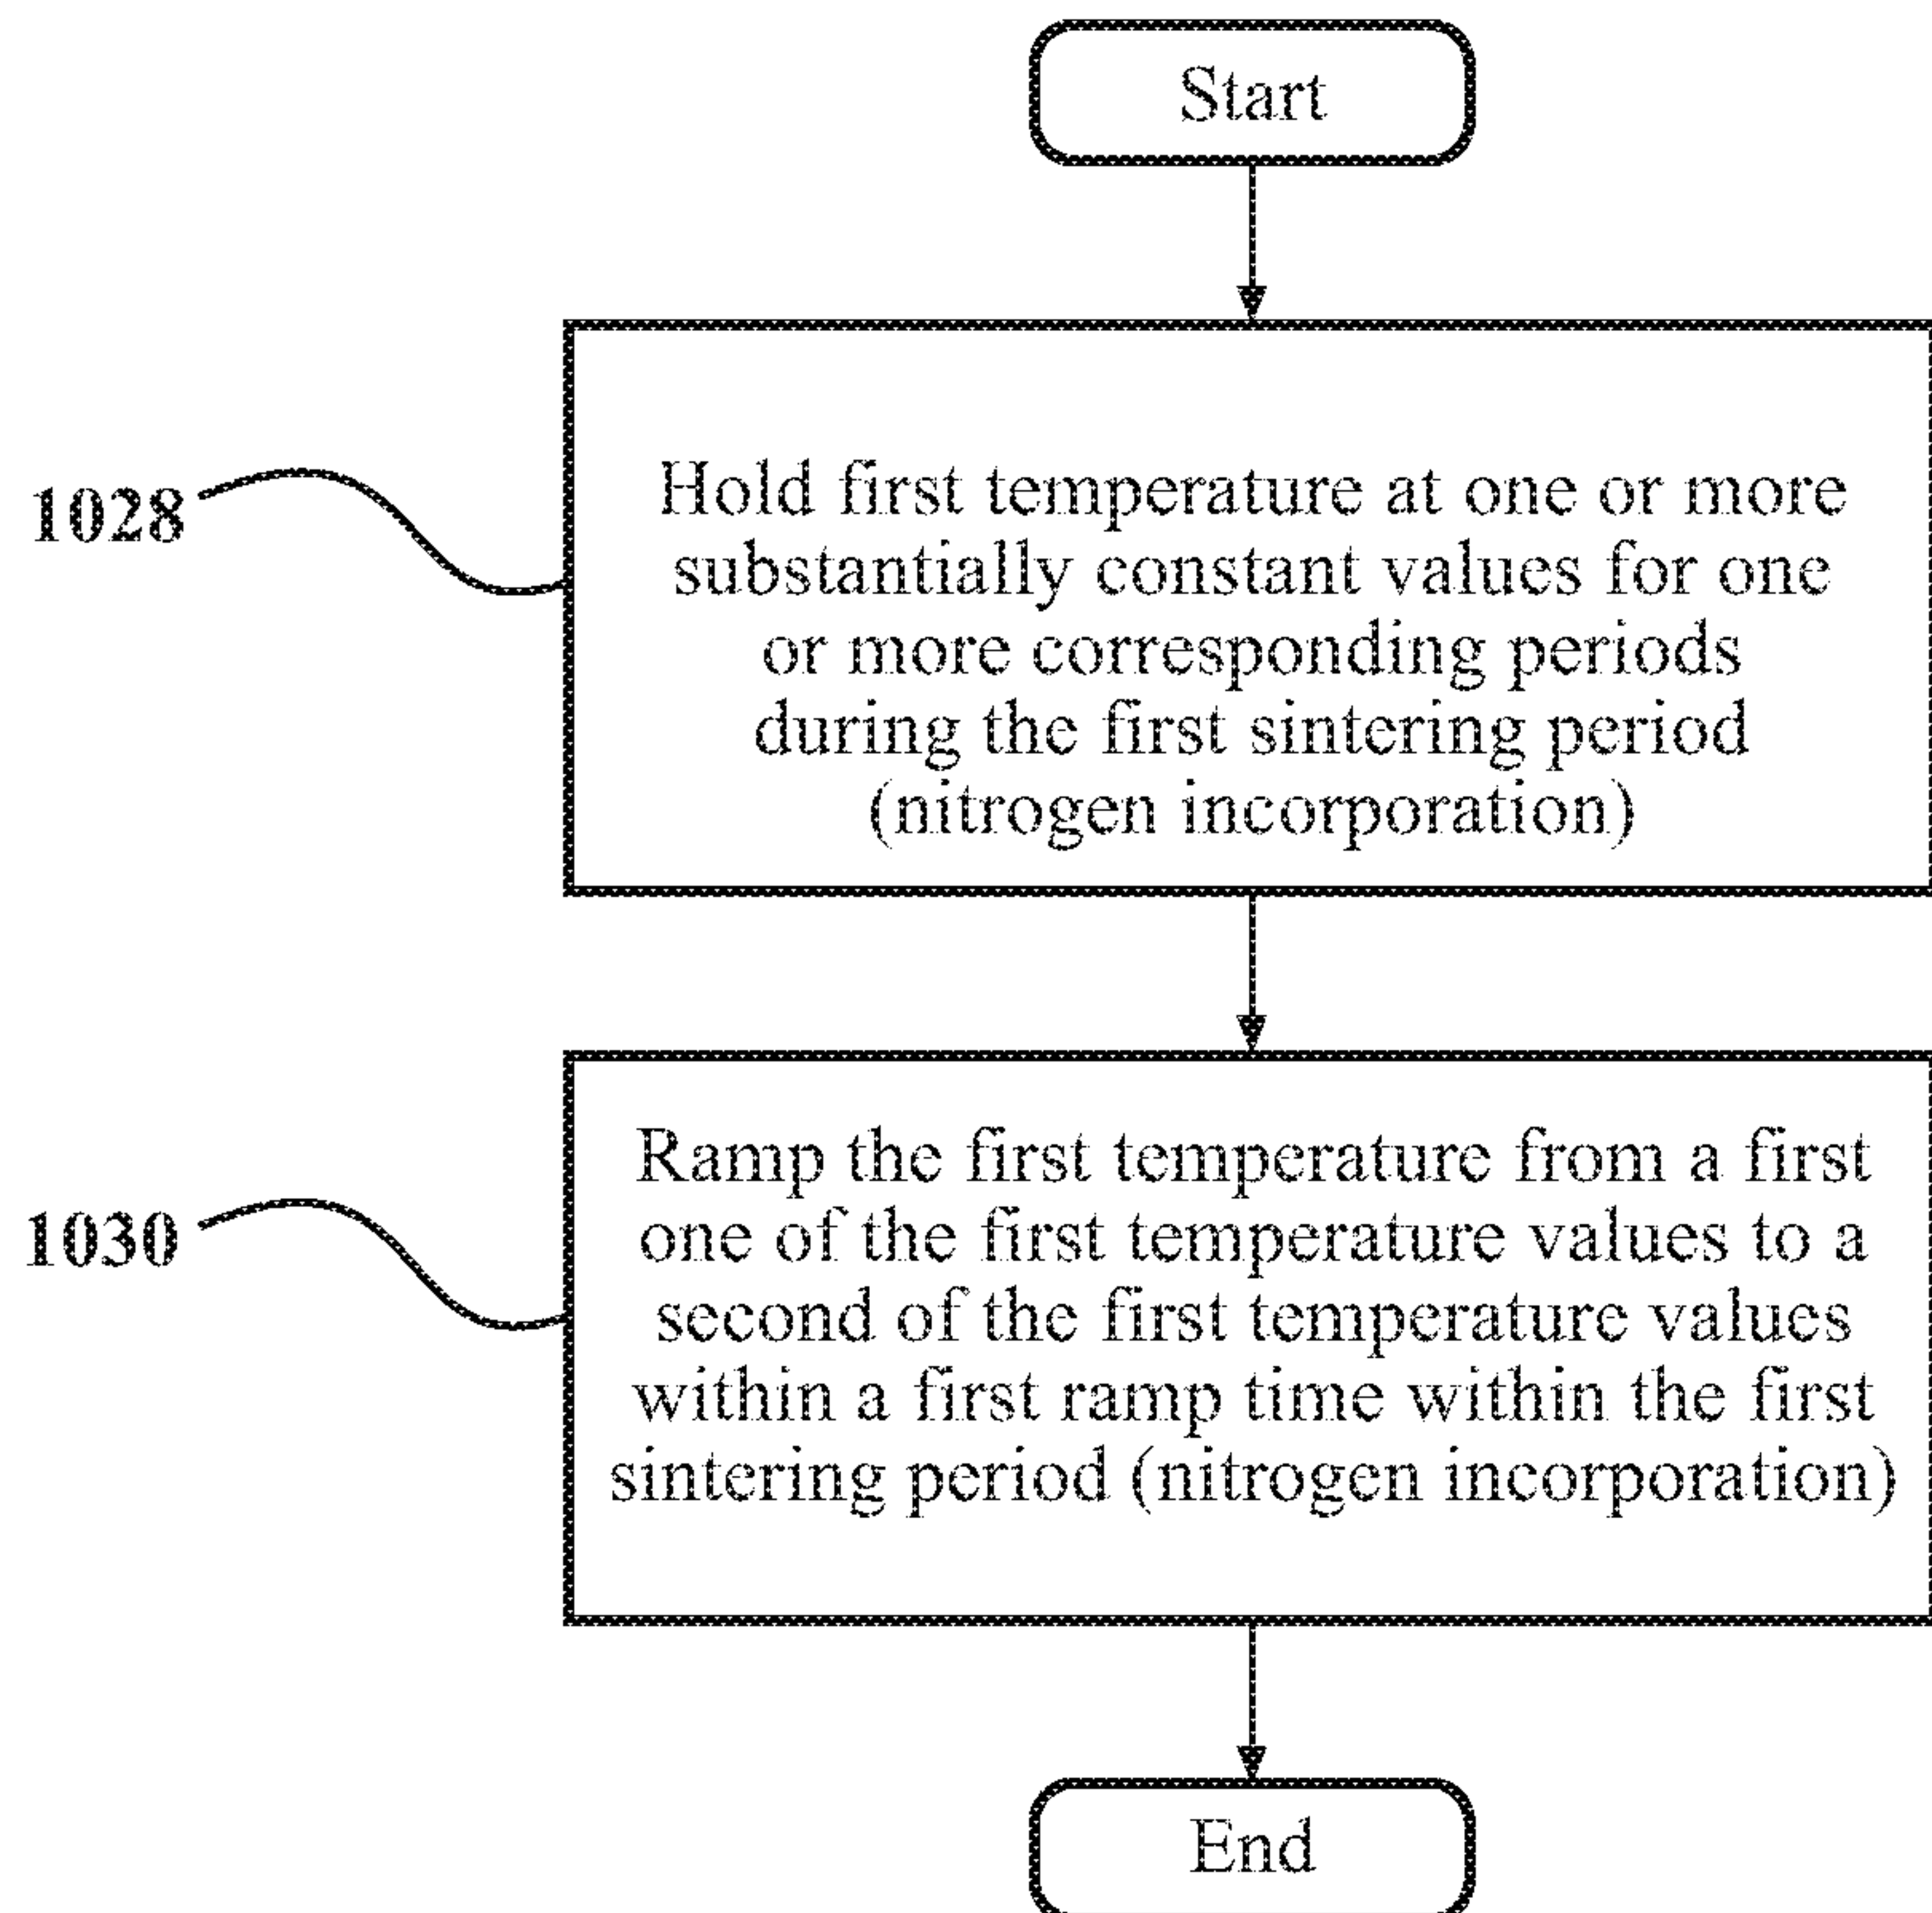 Start
1028
Hold first temperature at one or more
substantially constant values for one
or more corresponding periods
during the first sintering period
(nitrogen incorporation)
1030
Ramp the first temperature from a first
one of the first temperature values to a
second of the first temperature values
within a first ramp time within the first
sintering period (nitrogen incorporation)
End